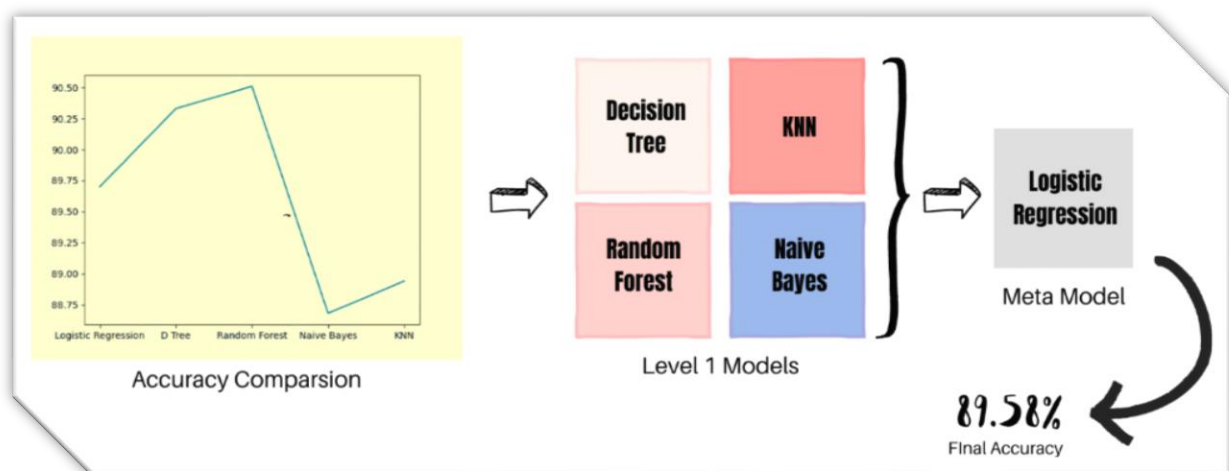 90.50
90.25
90.00
89.75
89.50
89.25
89.00
88.75
Logistic Regression D Tree Random Forest Naive Bayes KNN
Accuracy Comparsion
Decision
Tree
KNN
Random
Forest
Naive
Bayes
Level 1 Models
Logistic
Regression
Meta Model
89.58%
FInal Accuracy